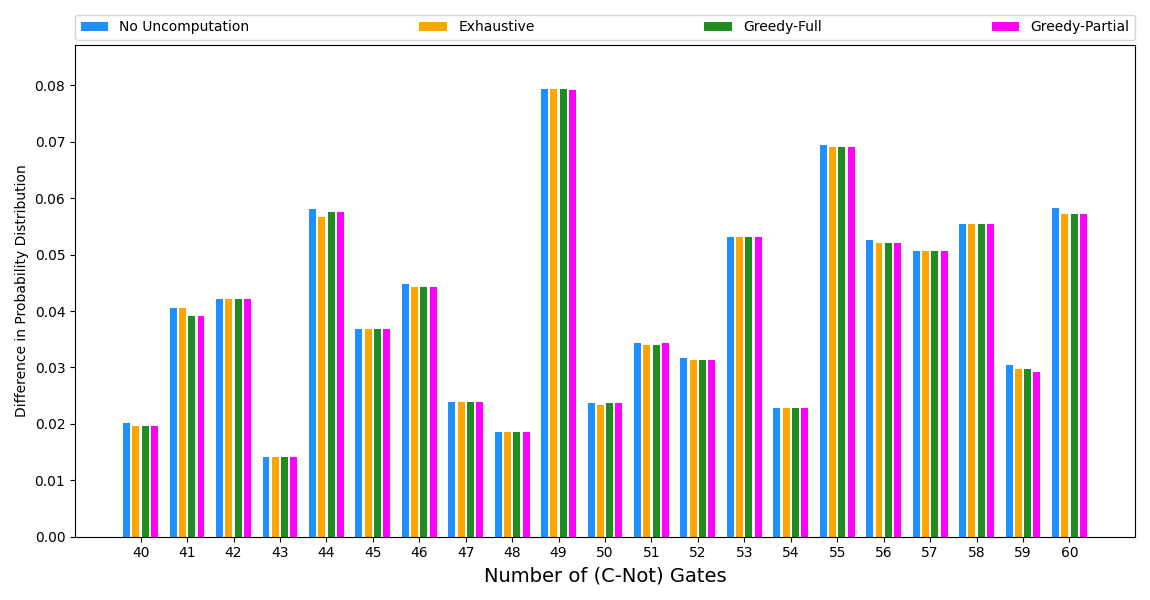 No Uncomputation Exhaustive Greedy-Full Greedy-Partial
0.08
0.07
0.06
0.05
0.04
0.03
0.02
0.01
0.00
Difference in Probability Distribution
40 41 42 43 44 45 46 47 48 49 50 51 52 53 54 55 56 57 58 59 60
Number of (C-Not) Gates